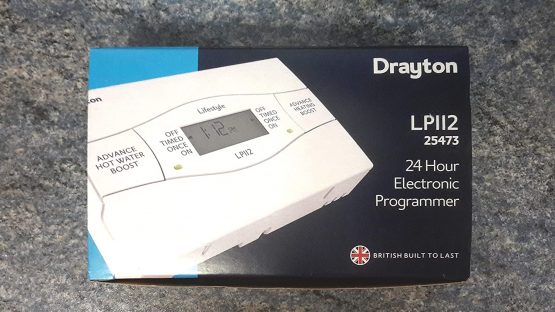 Drayton
LP112
25473
24 Hour
Electronic
Programmer
BRITISH BUILT TO LAST
ton
Lifestyle
ADVANCE
HOT WATER
BOOST
OFF
TIMED
ONCE
ON
OFF
TIMED
ONCE
ON
ADVANCE
HEATING
BOOST
LP112